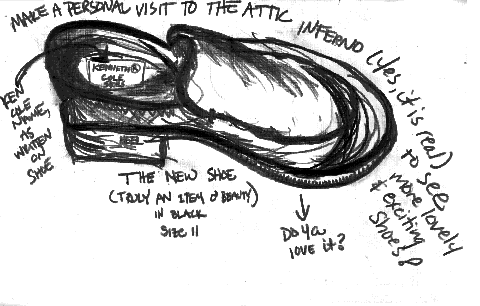 MAKE A PERSONAL VISIT TO THE ATTIC INFERNO (Yes, it is real)
to see
more lovely
& exciting
shoes!
KENNETH
COLE
KEN
COLE
NAME,
AS
WRITTEN
ON
SHOE
HEEL
THE NEW SHOE
(TRULY AN ITEM O' BEAUTY)
IN BLACK
SIZE 11
DO YA
LOVE IT?